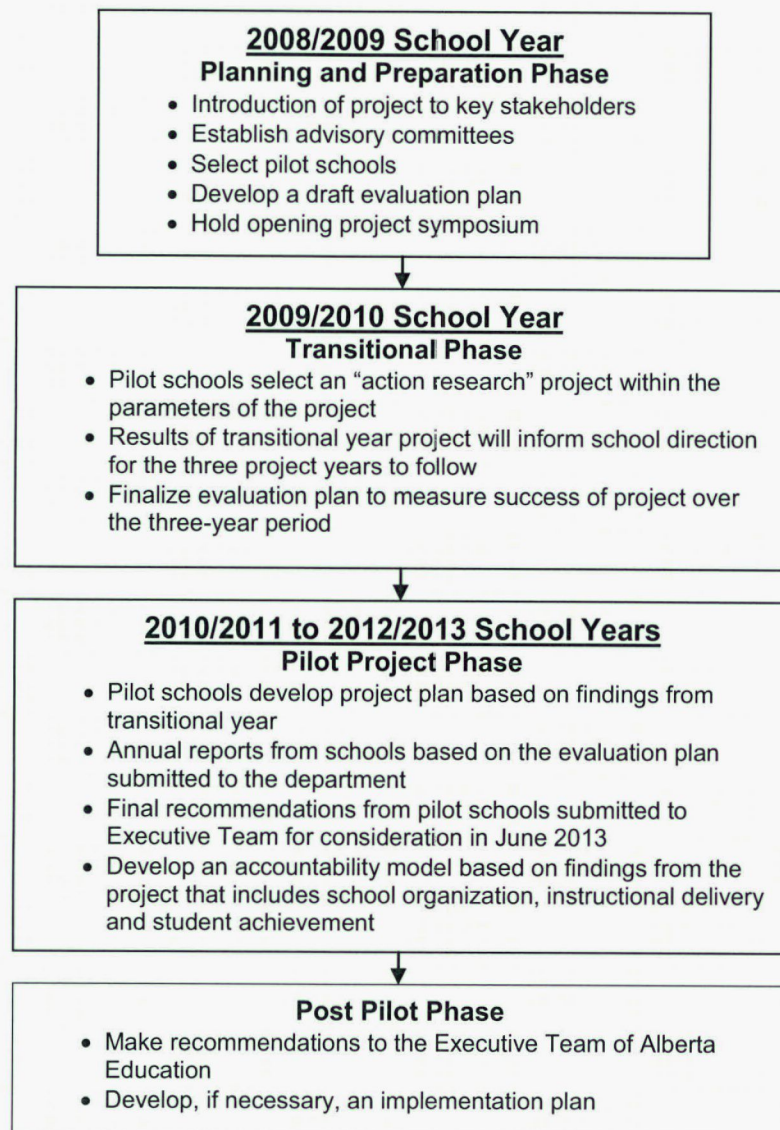 2008/2009 School Year
Planning and Preparation Phase
• Introduction of project to key stakeholders
• Establish advisory committees
• Select pilot schools
• Develop a draft evaluation plan
• Hold opening project symposium
2009/2010 School Year
Transitional Phase
• Pilot schools select an “action research” project within the
parameters of the project
• Results of transitional year project will inform school direction
for the three project years to follow
• Finalize evaluation plan to measure success of project over
the three-year period
2010/2011 to 2012/2013 School Years
Pilot Project Phase
• Pilot schools develop project plan based on findings from
transitional year
• Annual reports from schools based on the evaluation plan
submitted to the department
• Final recommendations from pilot schools submitted to
Executive Team for consideration in June 2013
• Develop an accountability model based on findings from the
project that includes school organization, instructional delivery
and student achievement
Post Pilot Phase
• Make recommendations to the Executive Team of Alberta
Education
• Develop, if necessary, an implementation plan